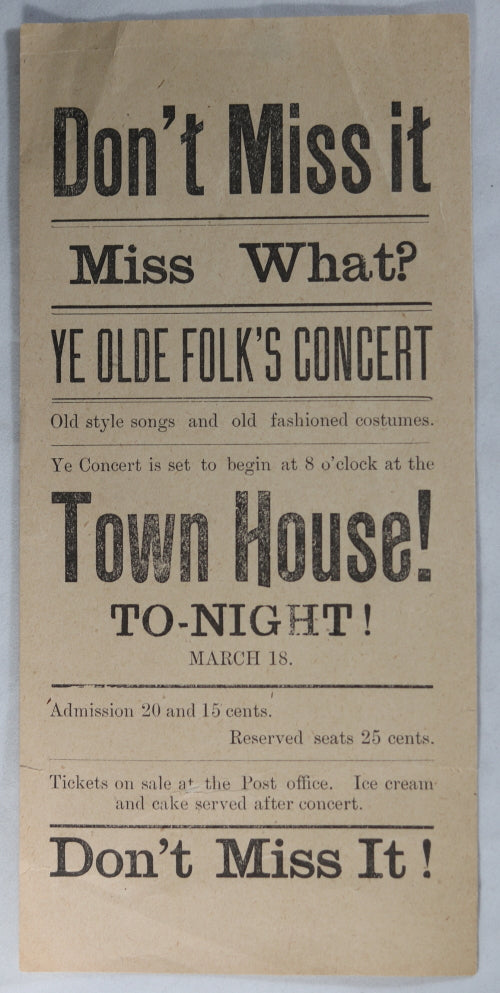 Don't Miss it
Miss What?
YE OLDE FOLK'S CONCERT
Old style songs and old fashioned costumes.
Ye Concert is set to begin at 8 o'clock at the
Town House!
TO-NIGHT!
MARCH 18.
Admission 20 and 15 cents.
Reserved seats 25 cents.
Tickets on sale at the Post office. Ice cream
and cake served after concert.
Don't Miss It!